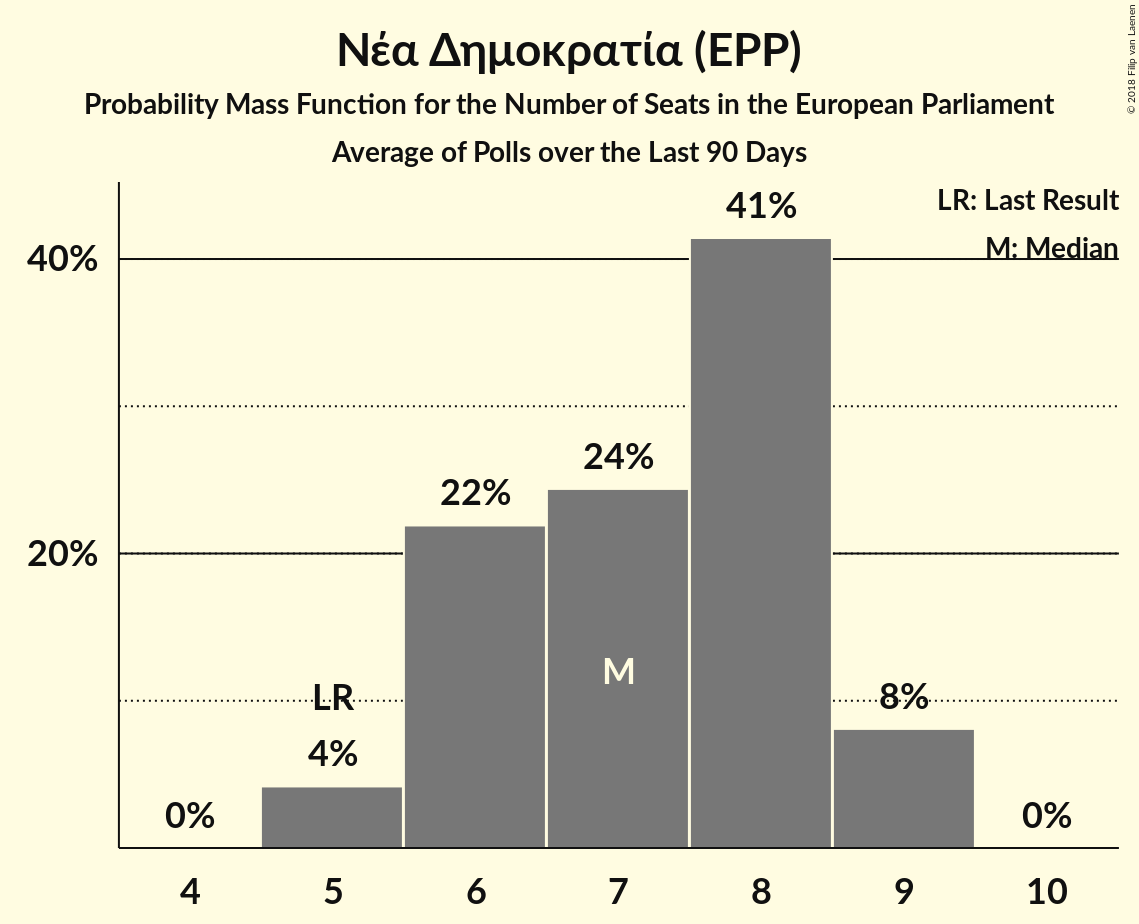 Νέα Δημοκρατία (EPP)
Probability Mass Function for the Number of Seats in the European Parliament
Average of Polls over the Last 90 Days
© 2018 Filip van Laenen
LR: Last Result
M: Median
41%
40%
24%
22%
20%
M
LR
8%
4%
0%
0%
4 5 6 7 8 9 10